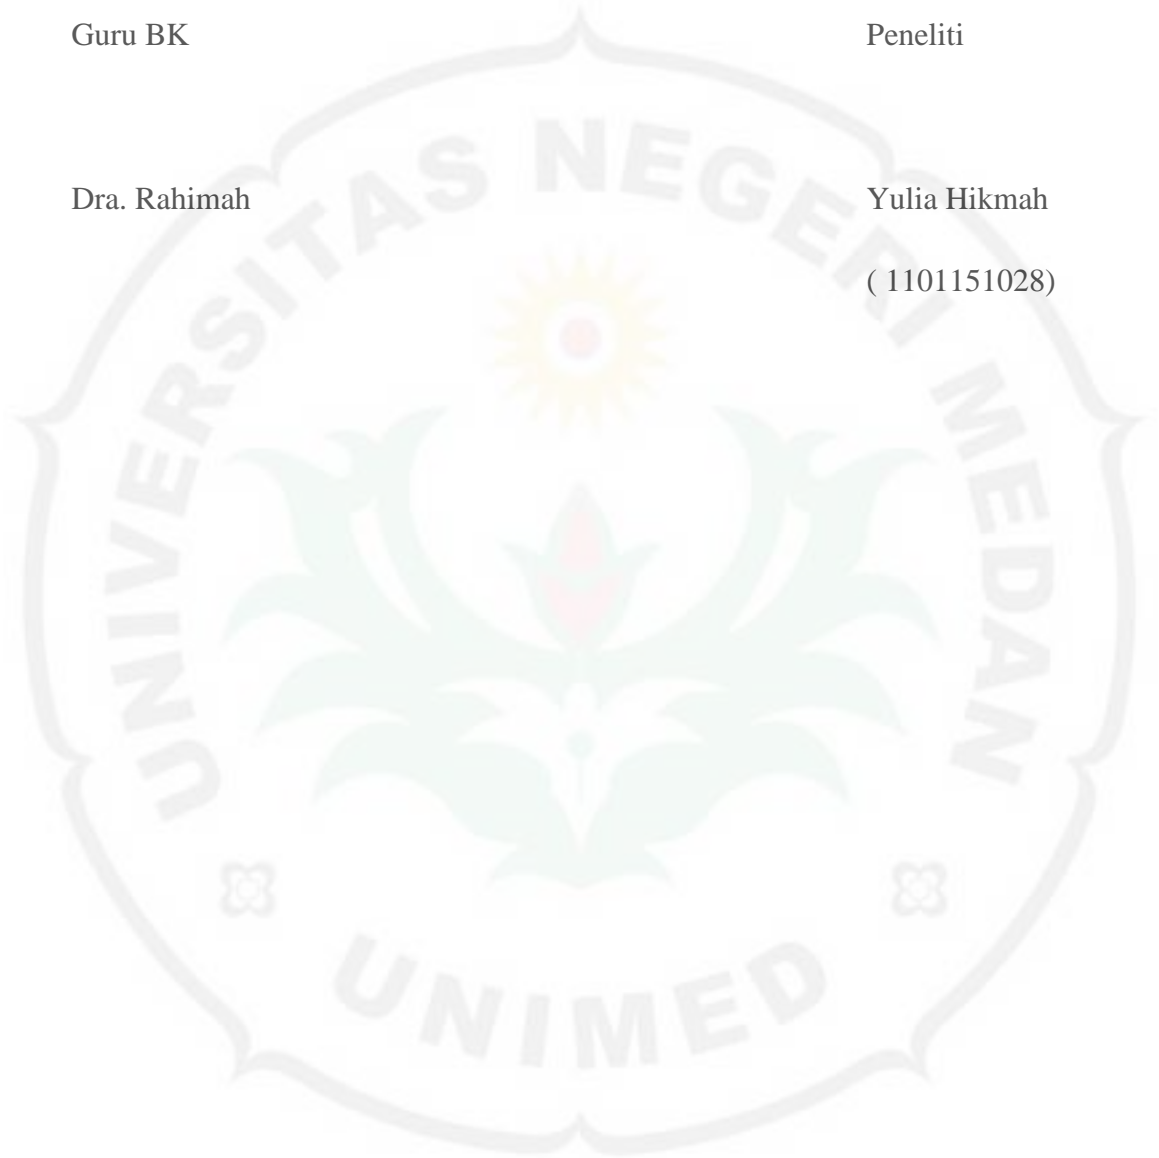 Guru BK Peneliti
Dra. Rahimah Yulia Hikmah
( 1101151028)
UNIVERSITAS NEGERI MEDAN
UNIMED